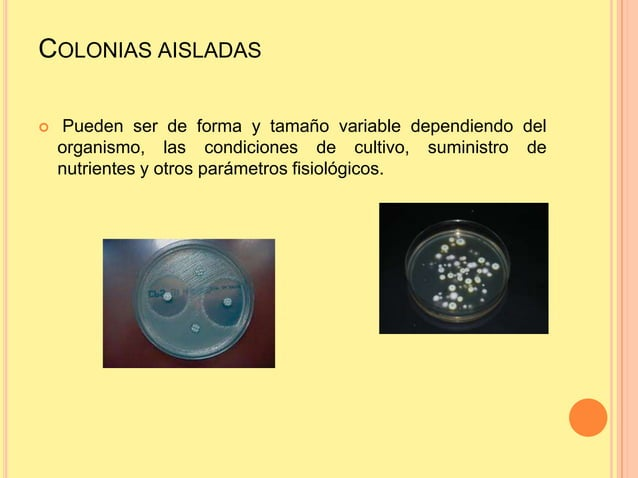 COLONIAS AISLADAS
Pueden ser de forma y tamaño variable dependiendo del
organismo, las condiciones de cultivo, suministro de
nutrientes y otros parámetros fisiológicos.